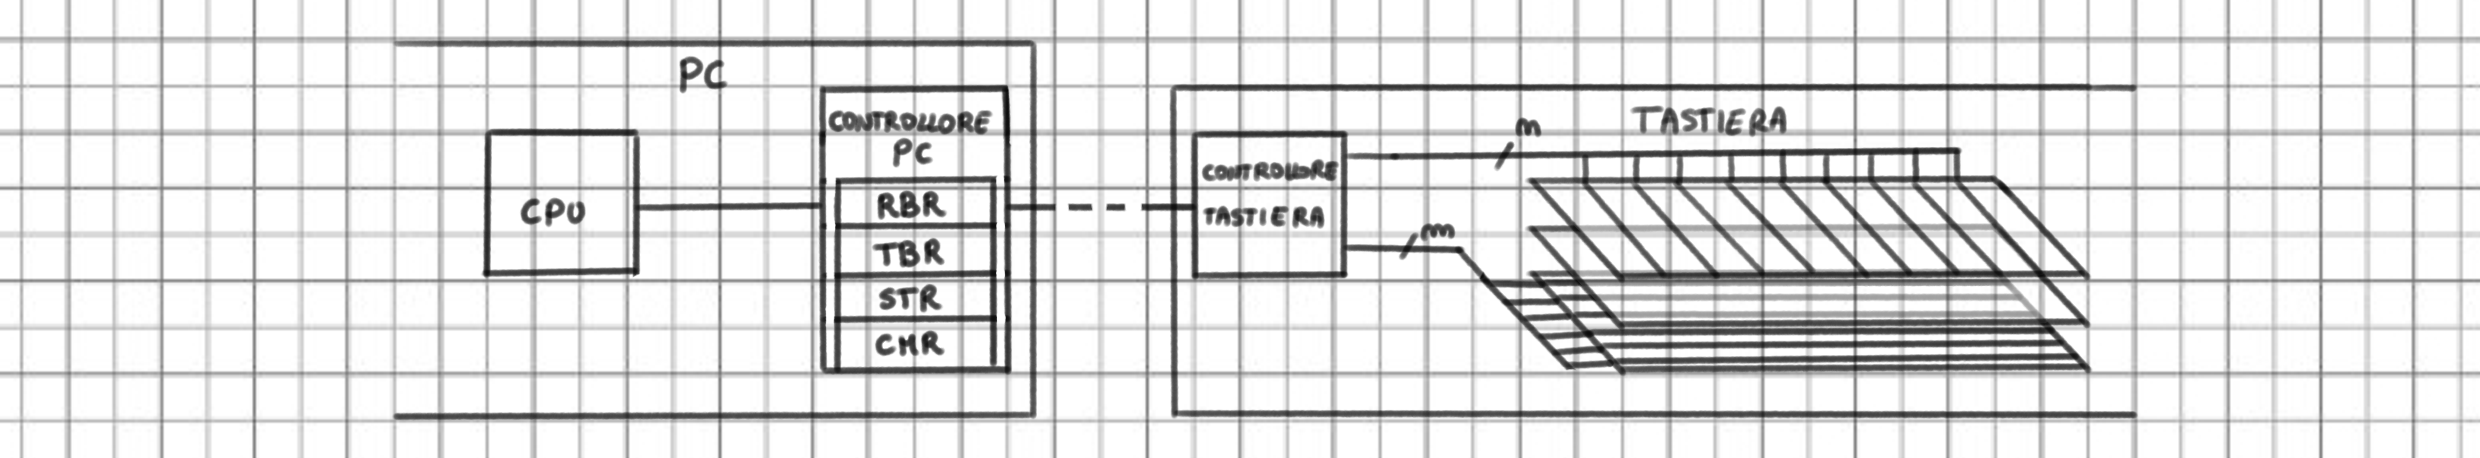 PC
CPU
CONTROLLORE
PC
RBR
TBR
STR
CMR
TASTIERA
CONTROLLORE
TASTIERA
m
m